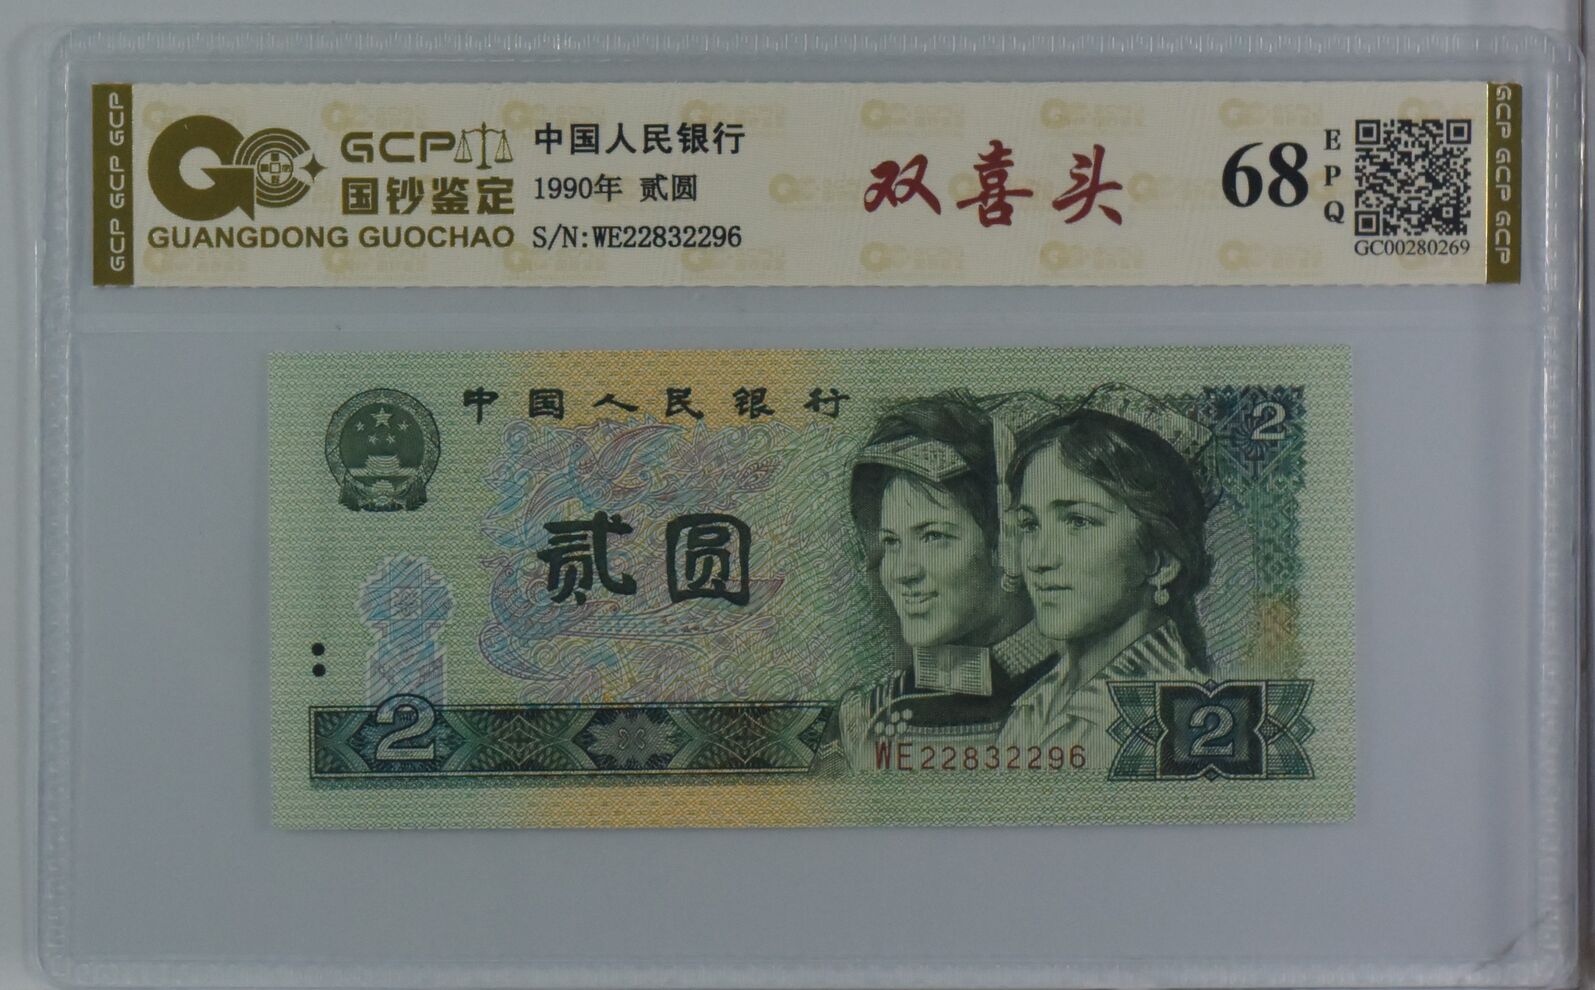 GCP GCP GCP
GCP
国钞鉴定
GUANGDONG GUOCHAO
中国人民银行
1990年 贰圆
S/N:WE22832296
双喜头
68
EPQ
GC00280269
GCP GCP GCP
中国人民银行
2
贰圆
2
WE22832296
2